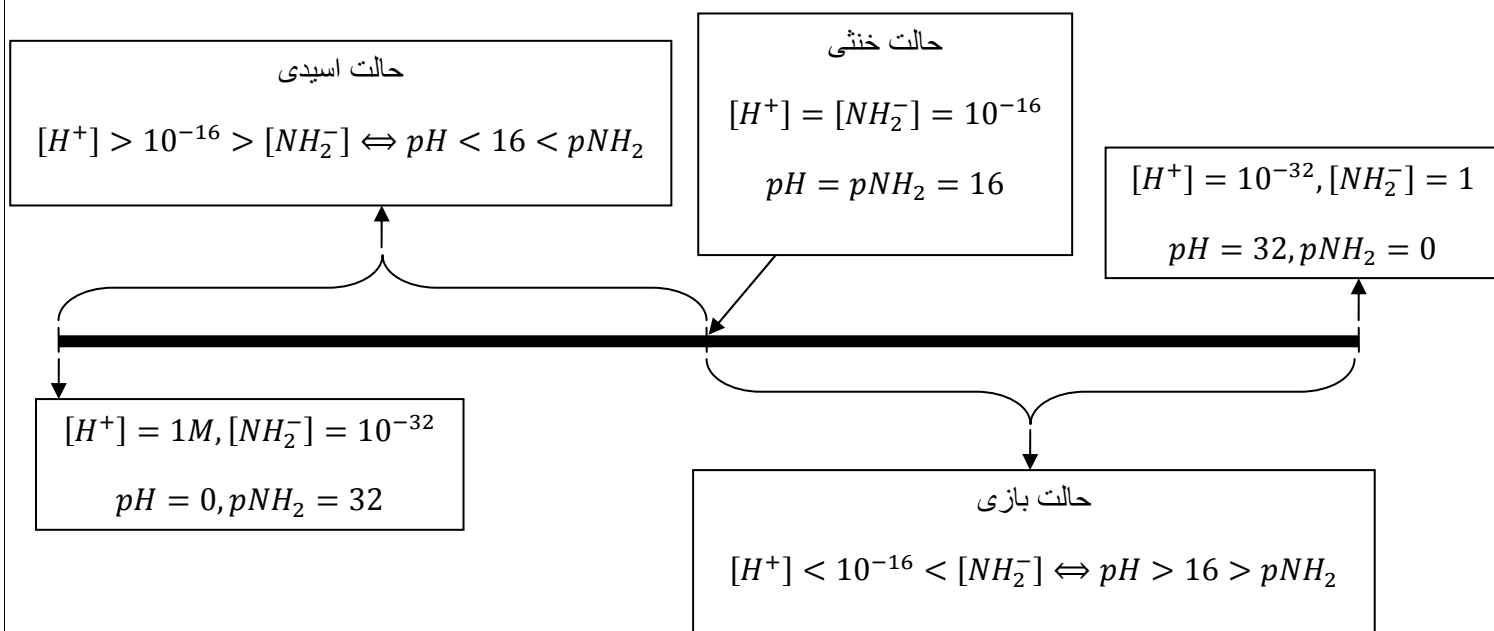 حالت اسیدی
[H⁺] > 10⁻¹⁶ > [NH₂⁻] ⇔ pH < 16 < pNH₂
حالت خنثی
[H⁺] = [NH₂⁻] = 10⁻¹⁶
pH = pNH₂ = 16
[H⁺] = 10⁻³², [NH₂⁻] = 1
pH = 32, pNH₂ = 0
[H⁺] = 1M, [NH₂⁻] = 10⁻³²
pH = 0, pNH₂ = 32
حالت بازی
[H⁺] < 10⁻¹⁶ < [NH₂⁻] ⇔ pH > 16 > pNH₂